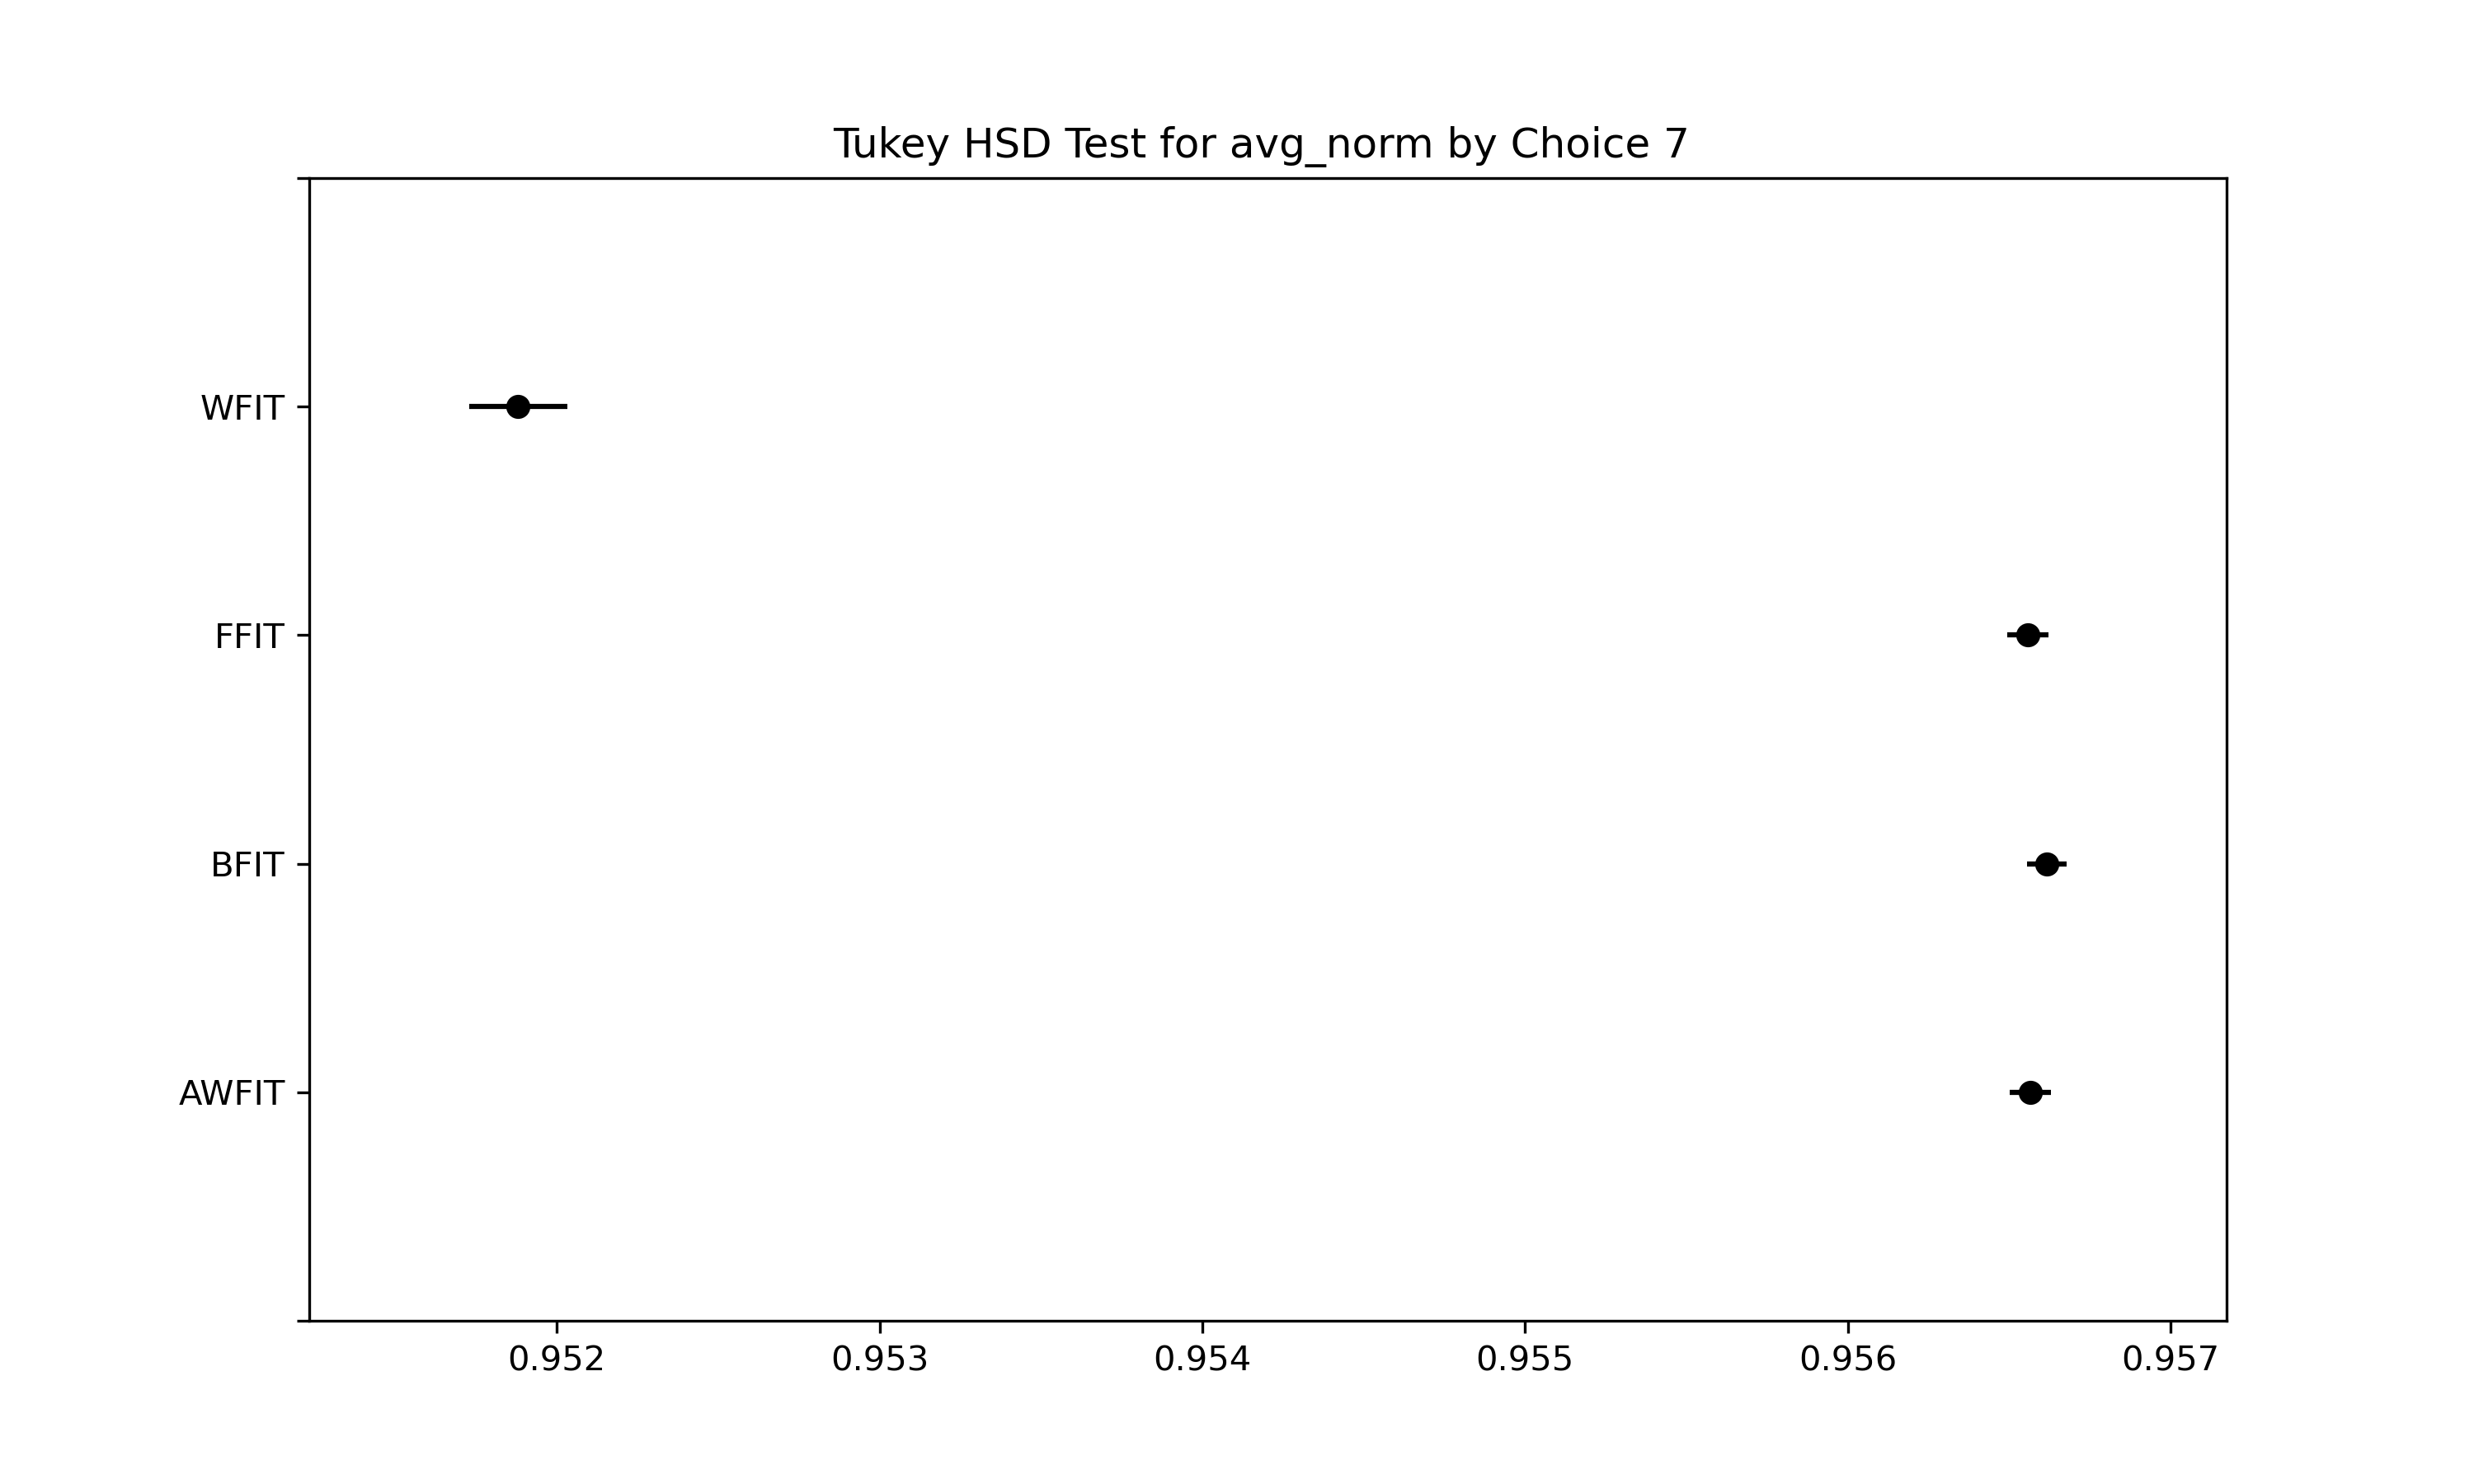 Tukey HSD Test for avg_norm by Choice 7
WFIT
FFIT
BFIT
AWFIT
0.952 0.953 0.954 0.955 0.956 0.957